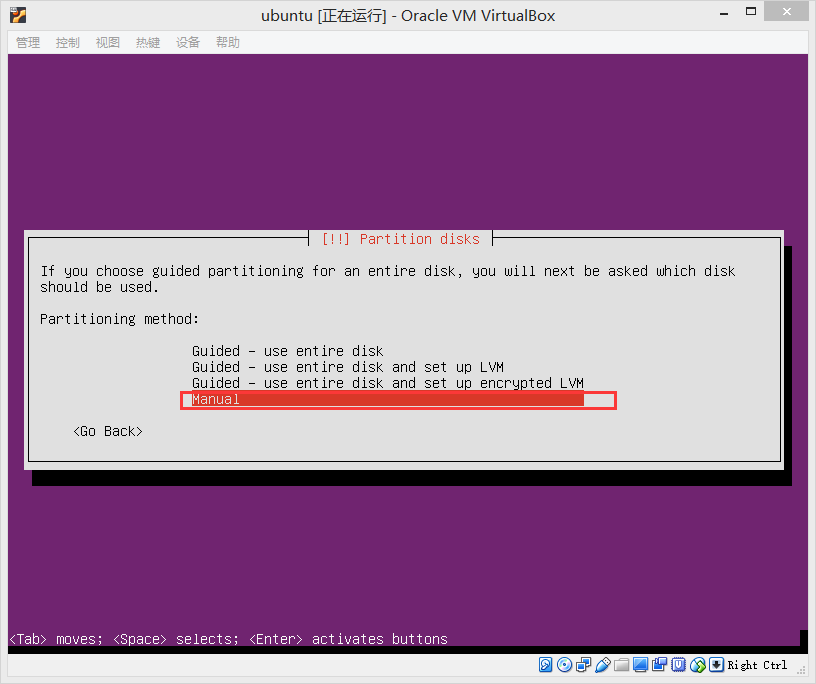 ubuntu [正在运行] - Oracle VM VirtualBox
管理 控制 视图 热键 设备 帮助
[!!] Partition disks
If you choose guided partitioning for an entire disk, you will next be asked which disk
should be used.
Partitioning method:
Guided - use entire disk
Guided - use entire disk and set up LVM
Guided - use entire disk and set up encrypted LVM
Manual
<Go Back>
<Tab> moves; <Space> selects; <Enter> activates buttons
Right Ctrl